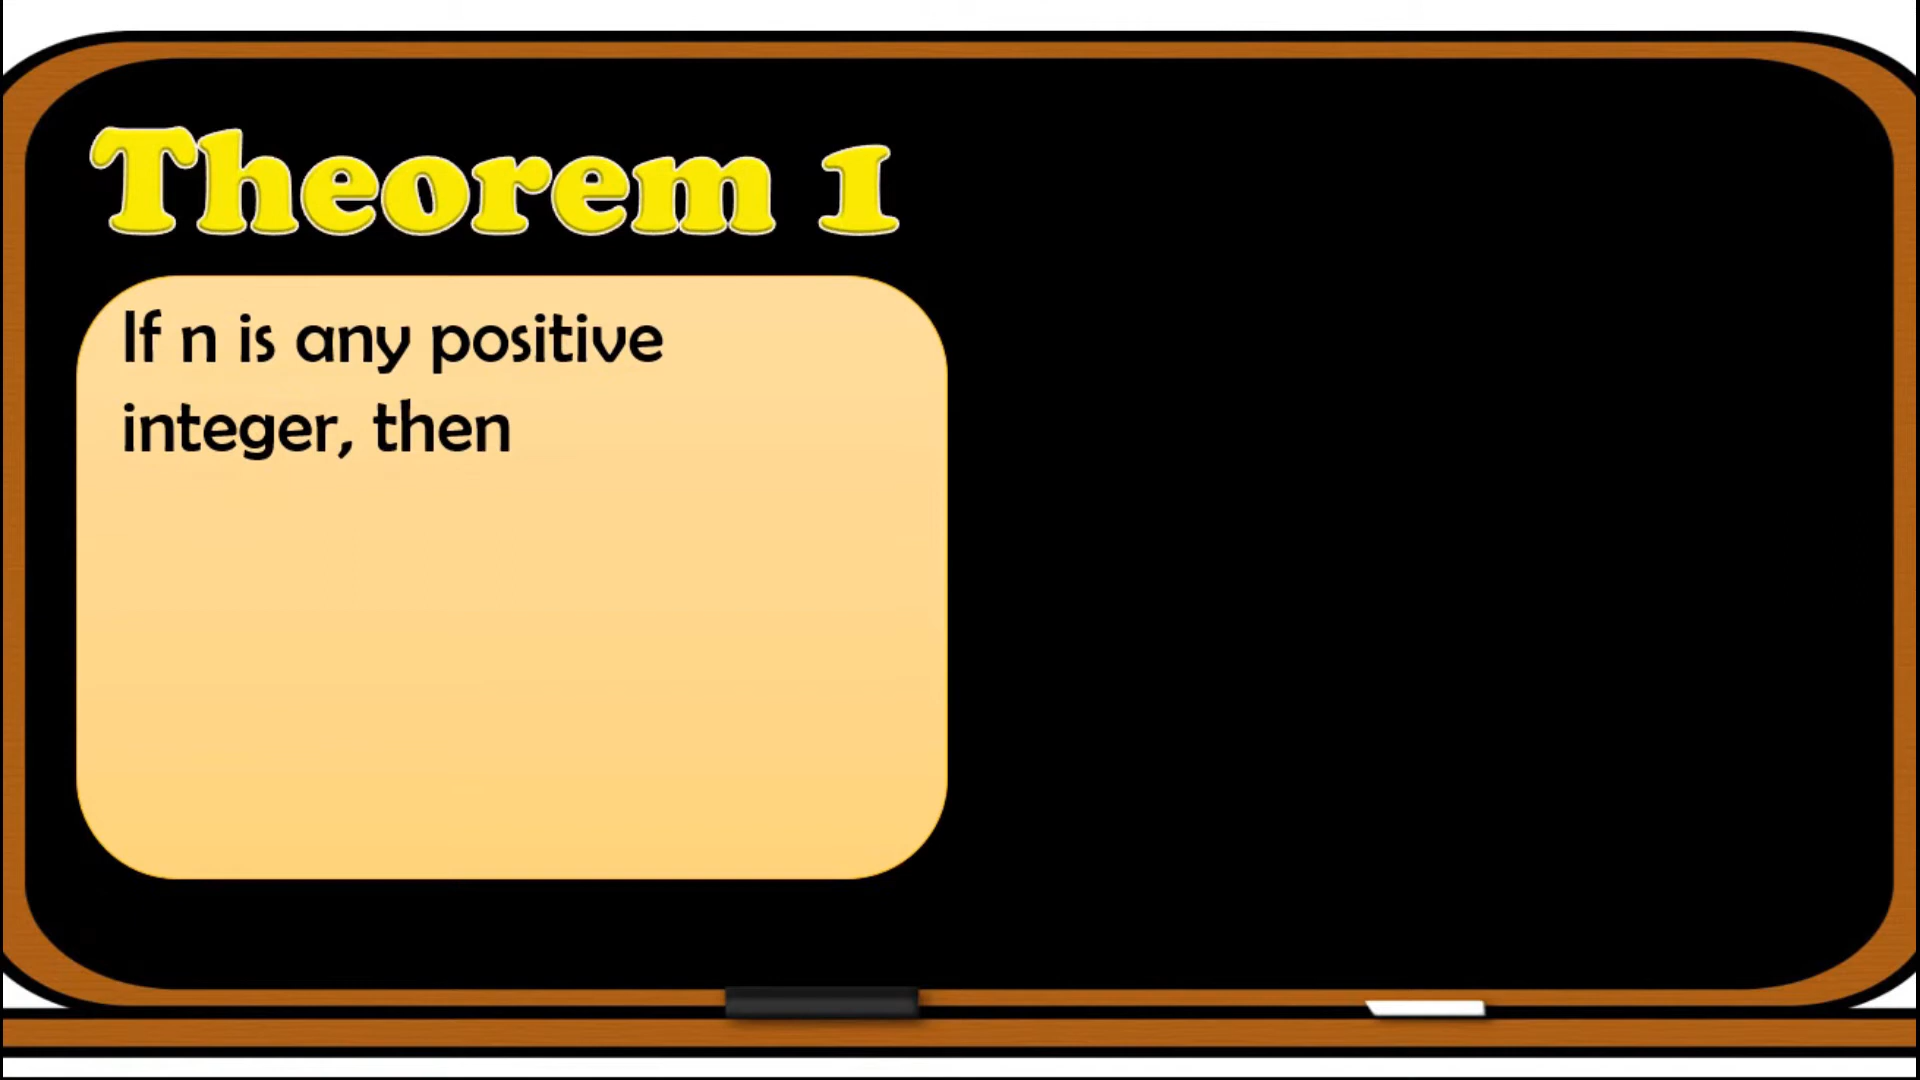 Theorem 1
If n is any positive
integer, then